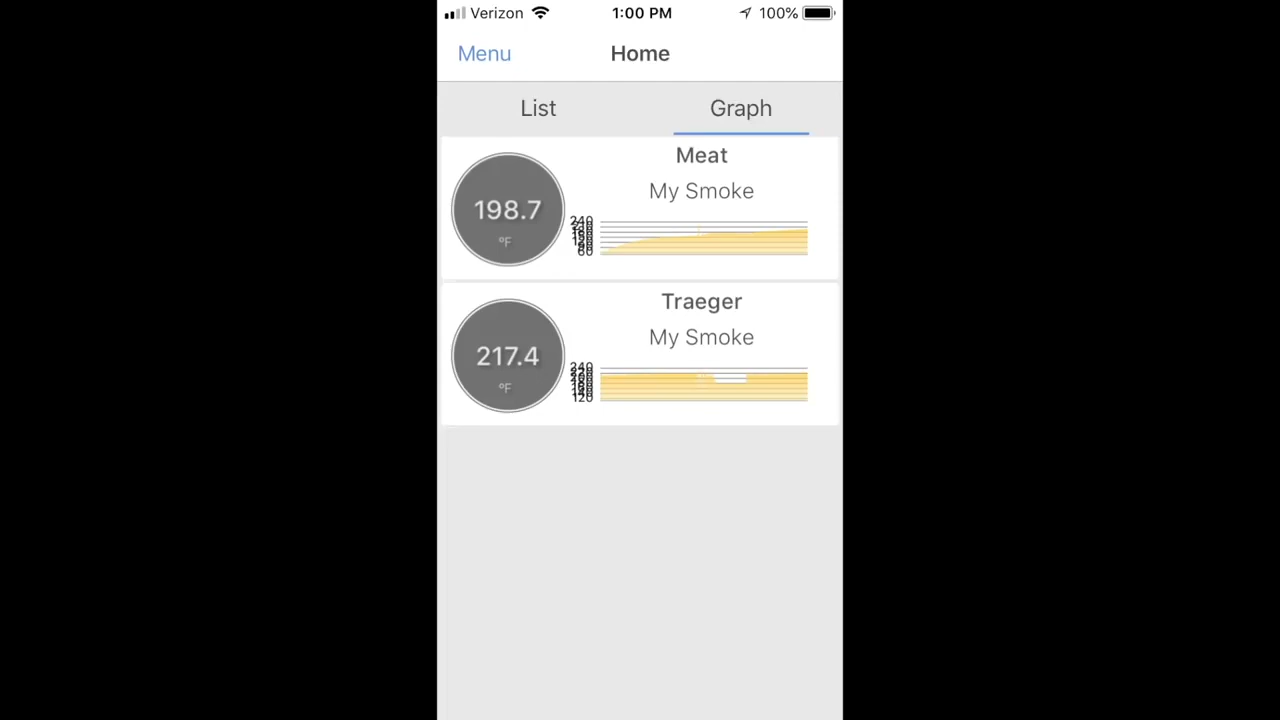 Verizon 1:00 PM 100%
Menu Home
List Graph
Meat
My Smoke
198.7
°F
240
60
Traeger
My Smoke
217.4
°F
240
120